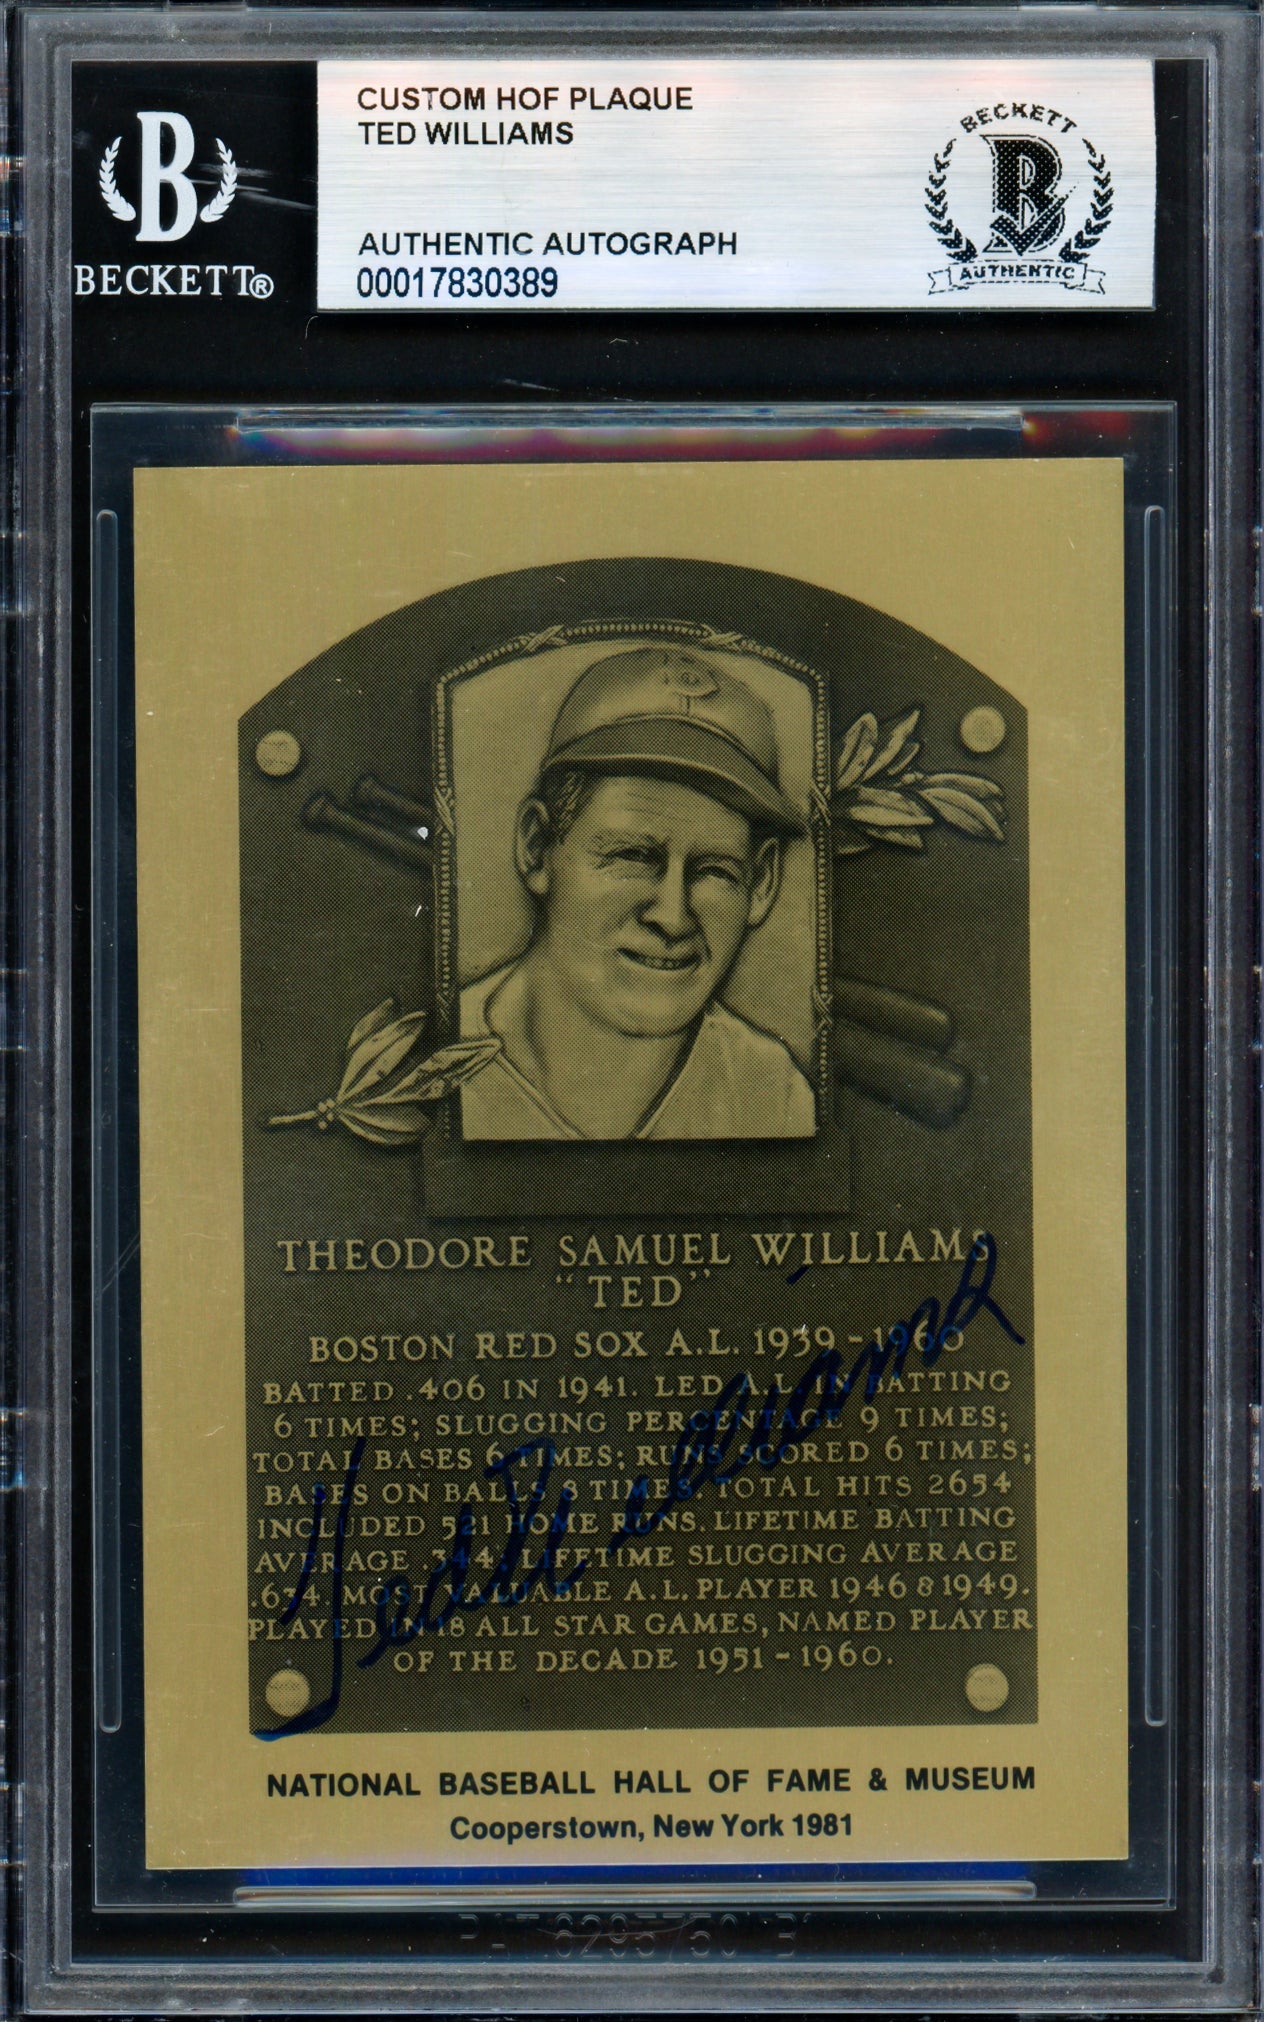 CUSTOM HOF PLAQUE
TED WILLIAMS
AUTHENTIC AUTOGRAPH
00017830389
B
BECKETT®
BECKETT
B
AUTHENTIC
THEODORE SAMUEL WILLIAMS
"TED"
BOSTON RED SOX A.L. 1939-1960
BATTED .406 IN 1941. LED A.L. IN BATTING
6 TIMES; SLUGGING PERCENTAGE 9 TIMES;
TOTAL BASES 6 TIMES; RUNS SCORED 6 TIMES;
BASES ON BALLS 8 TIMES. TOTAL HITS 2654
INCLUDED 521 HOME RUNS. LIFETIME BATTING
AVERAGE .344; LIFETIME SLUGGING AVERAGE
.634. MOST VALUABLE A.L. PLAYER 1946 & 1949.
PLAYED IN 18 ALL STAR GAMES, NAMED PLAYER
OF THE DECADE 1951-1960.
Ted Williams
NATIONAL BASEBALL HALL OF FAME & MUSEUM
Cooperstown, New York 1981